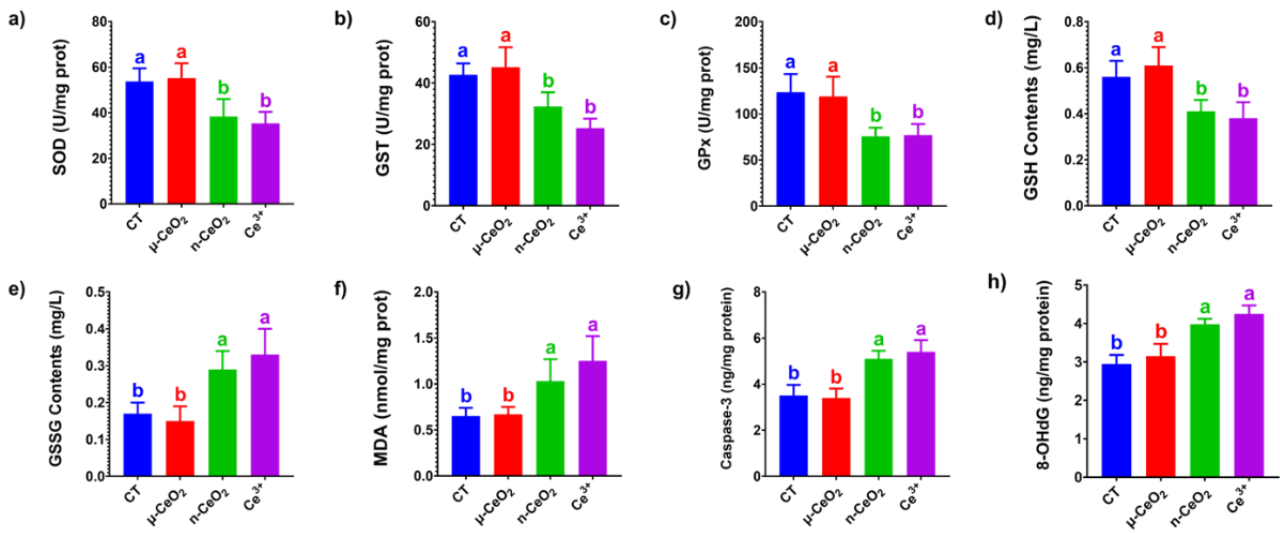 a)
SOD (U/mg prot)
80
60
40
20
0
a
a
b
b
CT
μ-CeO₂
n-CeO₂
Ce³⁺
b)
GST (U/mg prot)
60
40
20
0
a
a
b
b
CT
μ-CeO₂
n-CeO₂
Ce³⁺
c)
GPx (U/mg prot)
200
150
100
50
0
a
a
b
b
CT
μ-CeO₂
n-CeO₂
Ce³⁺
d)
GSH Contents (mg/L)
0.8
0.6
0.4
0.2
0.0
a
a
b
b
CT
μ-CeO₂
n-CeO₂
Ce³⁺
e)
GSSG Contents (mg/L)
0.5
0.4
0.3
0.2
0.1
0.0
b
b
a
a
CT
μ-CeO₂
n-CeO₂
Ce³⁺
f)
MDA (nmol/mg prot)
2.0
1.5
1.0
0.5
0.0
b
b
a
a
CT
μ-CeO₂
n-CeO₂
Ce³⁺
g)
Caspase-3 (ng/mg protein)
8
6
4
2
0
b
b
a
a
CT
μ-CeO₂
n-CeO₂
Ce³⁺
h)
8-OHdG (ng/mg protein)
5
4
3
2
1
0
b
b
a
a
CT
μ-CeO₂
n-CeO₂
Ce³⁺